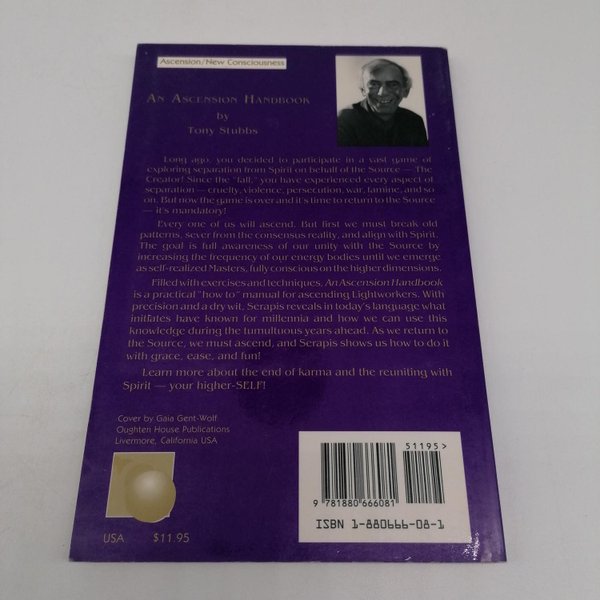 Ascension/New Consciousness
AN ASCENSION HANDBOOK
by
TONY STUBBS
Long ago, you decided to participate in a vast game of
exploring separation from Spirit on behalf of the Source — The
Creator! Since the "fall," you have experienced every aspect of
separation — cruelty, violence, persecution, war, famine, and so
on. But now the game is over and it's time to return to the Source
— it's mandatory!
Every one of us will ascend. But first we must break old
patterns, sever from the consensus reality, and align with Spirit.
The goal is full awareness of our unity with the Source by
increasing the frequency of our energy bodies until we emerge
as self-realized Masters, fully conscious on the higher dimensions.
Filled with exercises and techniques, An Ascension Handbook
is a practical "how to" manual for ascending Lightworkers. With
precision and a dry wit, Serapis reveals in today's language what
initiates have known for millennia and how we can use this
knowledge during the tumultuous years ahead. As we return to
the Source, we must ascend, and Serapis shows us how to do it
with grace, ease, and fun!
Learn more about the end of karma and the reuniting with
Spirit — your higher-SELF!
Cover by Gaia Gent-Wolf
Oughten House Publications
Livermore, California USA
51195>
9 781880 666081
ISBN 1-880666-08-1
USA $11.95